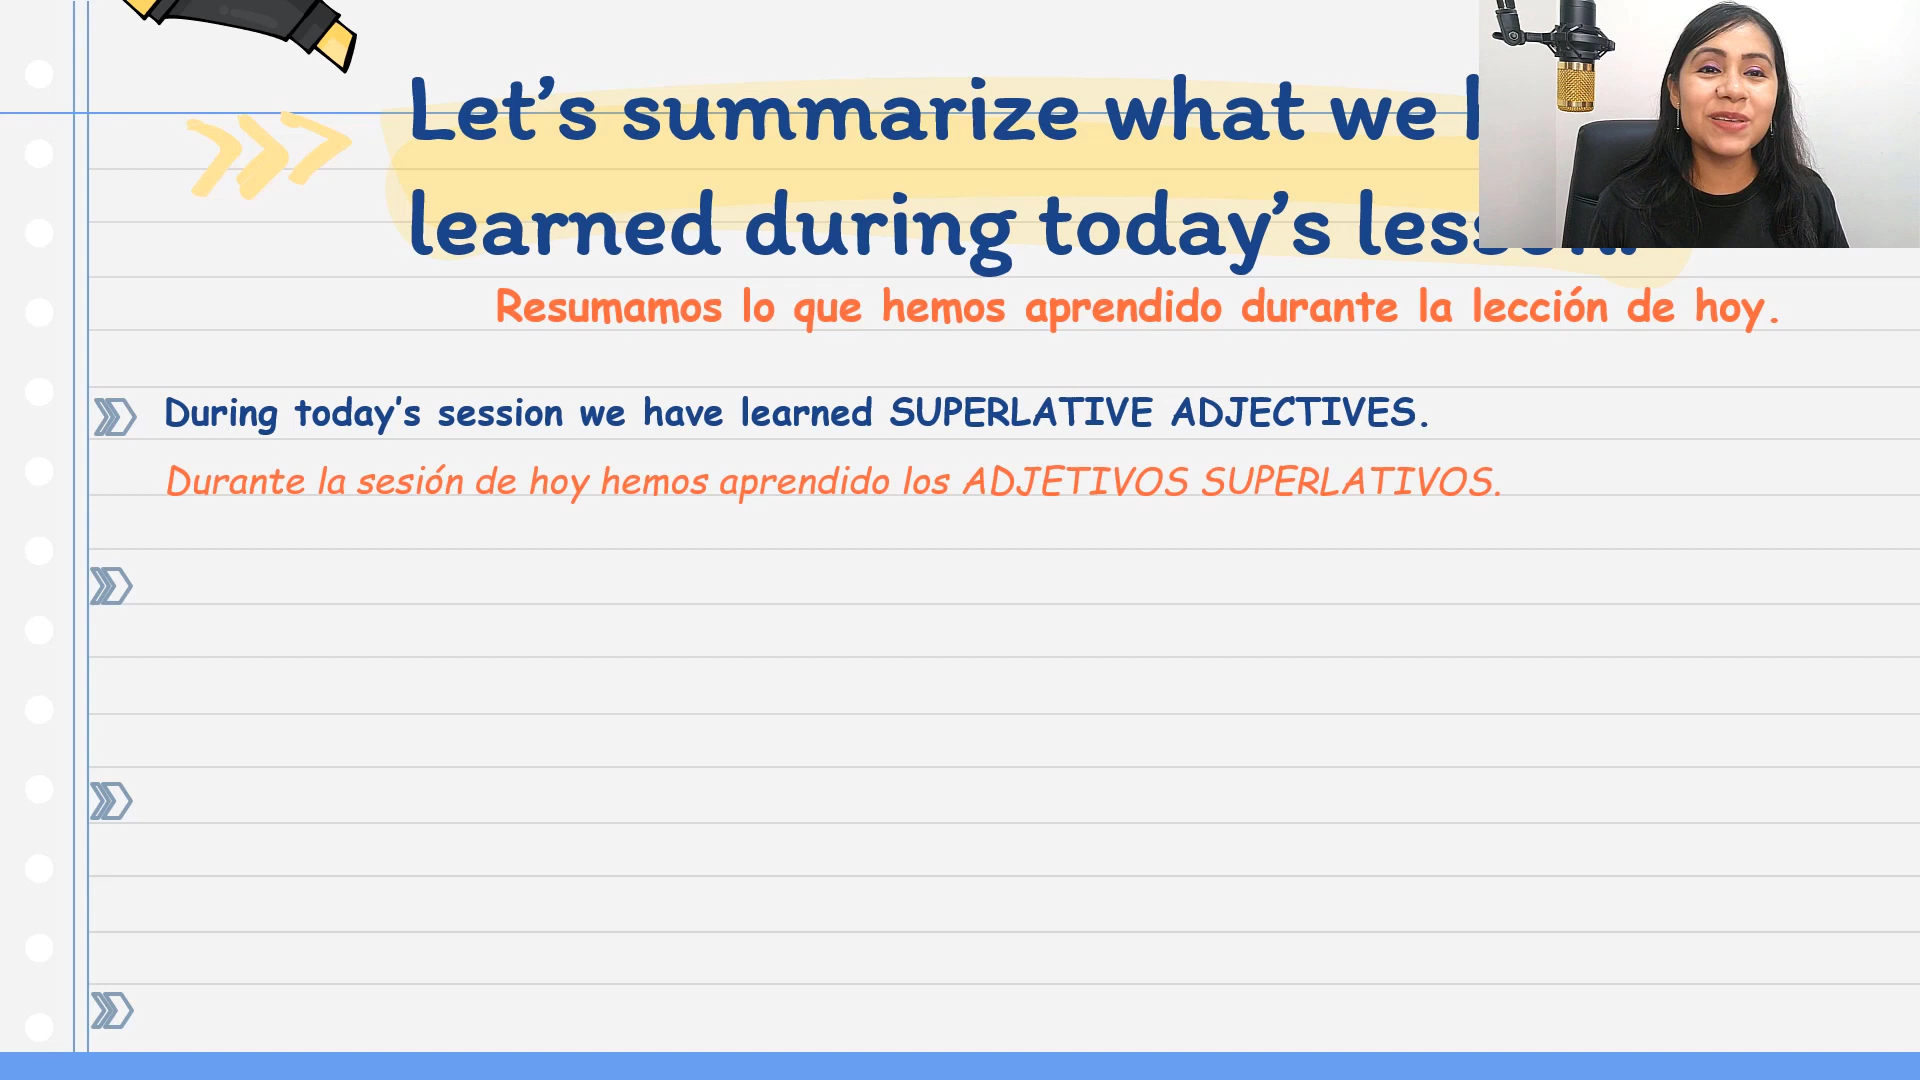 Let’s summarize what we
learned during today’s
Resumamos lo que hemos aprendido durante la lección de hoy.
During today’s session we have learned SUPERLATIVE ADJECTIVES.
Durante la sesión de hoy hemos aprendido los ADJETIVOS SUPERLATIVOS.